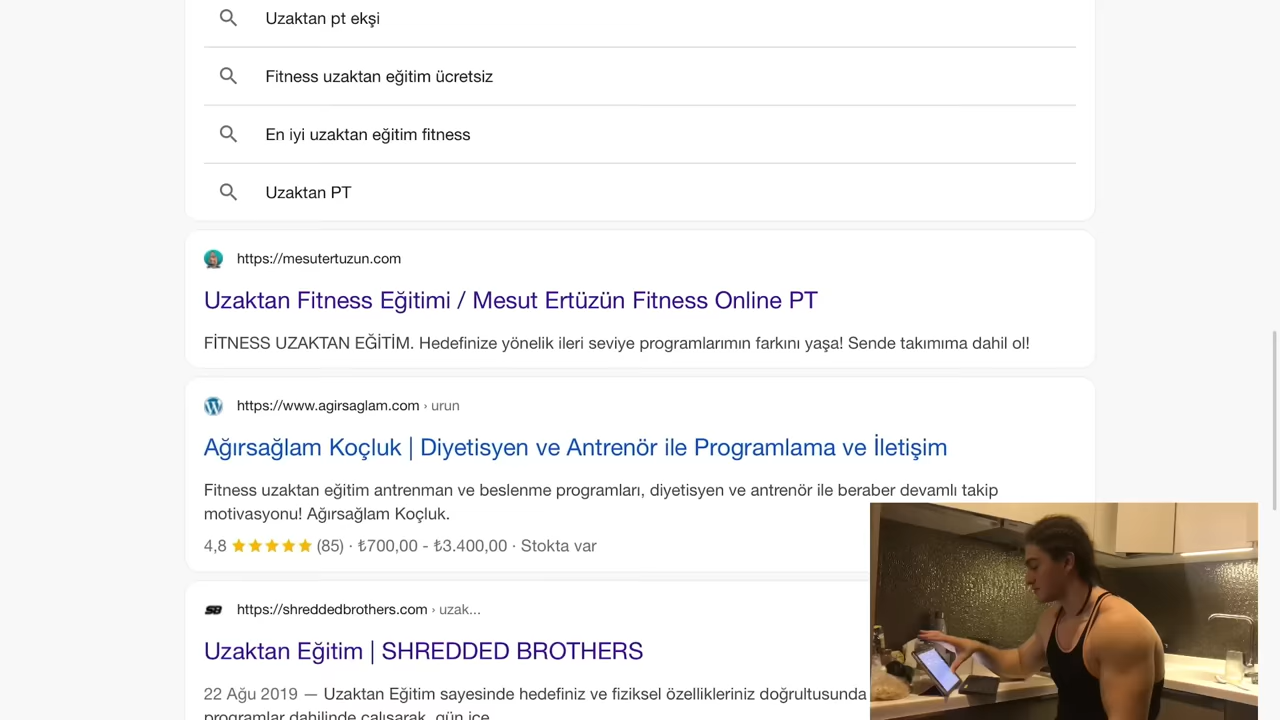 Uzaktan pt ekşi
Fitness uzaktan eğitim ücretsiz
En iyi uzaktan eğitim fitness
Uzaktan PT
https://mesutertuzun.com
Uzaktan Fitness Eğitimi / Mesut Ertüzün Fitness Online PT
FİTNESS UZAKTAN EĞİTİM. Hedefinize yönelik ileri seviye programlarımın farkını yaşa! Sende takımıma dahil ol!
https://www.agirsaglam.com › urun
Ağırsağlam Koçluk | Diyetisyen ve Antrenör ile Programlama ve İletişim
Fitness uzaktan eğitim antrenman ve beslenme programları, diyetisyen ve antrenör ile beraber devamlı takip
motivasyonu! Ağırsağlam Koçluk.
4,8 ★★★★★ (85) · ₺700,00 - ₺3.400,00 · Stokta var
SB
https://shreddedbrothers.com › uzak...
Uzaktan Eğitim | SHREDDED BROTHERS
22 Ağu 2019 — Uzaktan Eğitim sayesinde hedefiniz ve fiziksel özellikleriniz doğrultusunda
programlar dahilinde çalışarak, gün içe